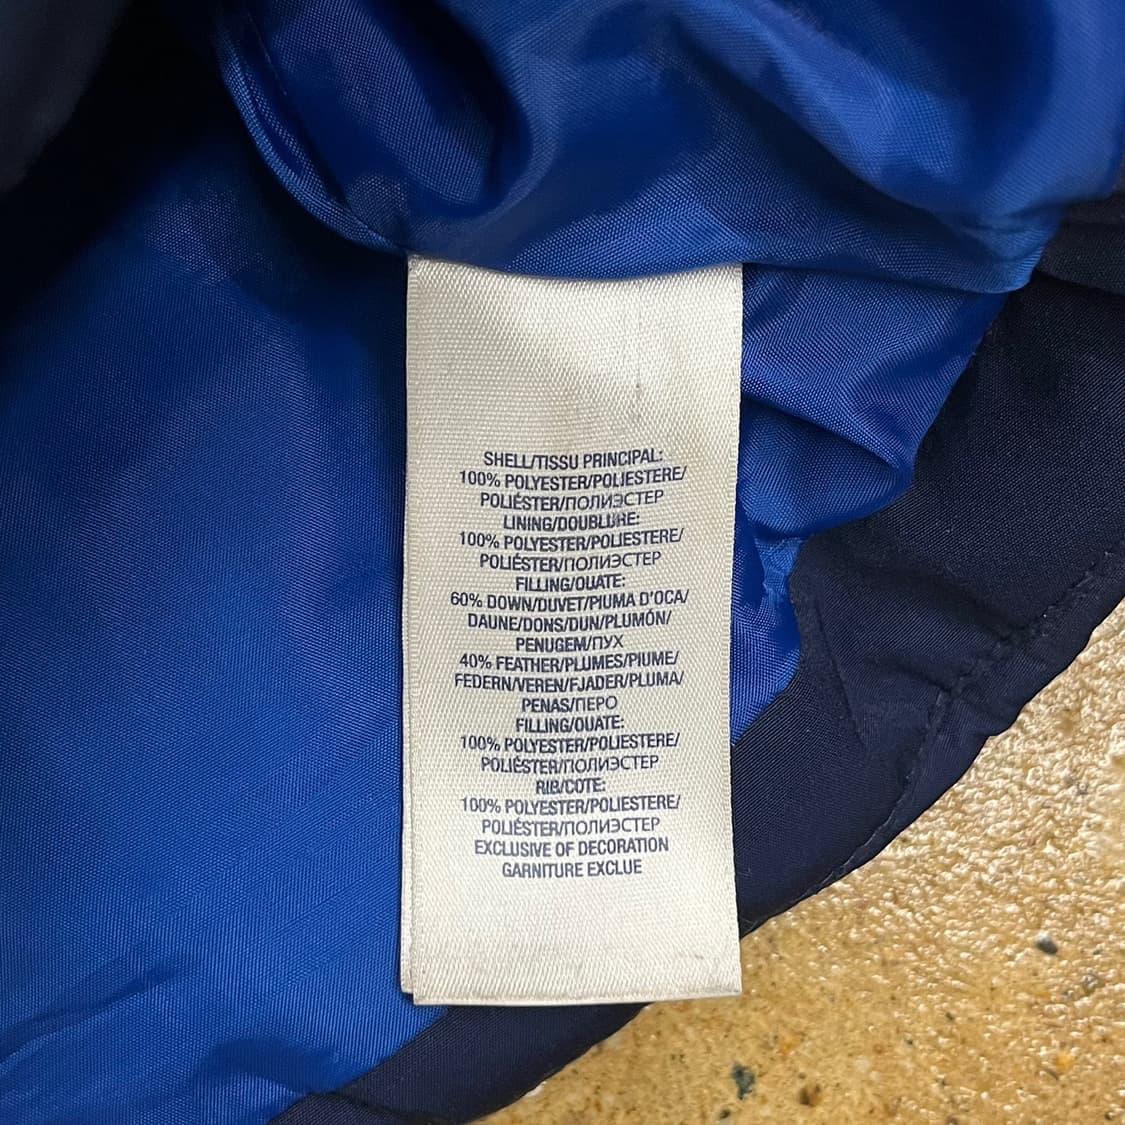 SHELL/TISSU PRINCIPAL:
100% POLYESTER/POLIESTERE/
POLIÉSTER/ПОЛИЭСТЕР
LINING/DOUBLURE:
100% POLYESTER/POLIESTERE/
POLIÉSTER/ПОЛИЭСТЕР
FILLING/OUATE:
60% DOWN/DUVET/PIUMA D'OCA/
DAUNE/DONS/DUN/PLUMÓN/
PENUGEM/ПУХ
40% FEATHER/PLUMES/PIUME/
FEDERN/VEREN/FJADER/PLUMA/
PENAS/ПЕРО
FILLING/OUATE:
100% POLYESTER/POLIESTERE/
POLIÉSTER/ПОЛИЭСТЕР
RIB/COTE:
100% POLYESTER/POLIESTERE/
POLIÉSTER/ПОЛИЭСТЕР
EXCLUSIVE OF DECORATION
GARNITURE EXCLUE